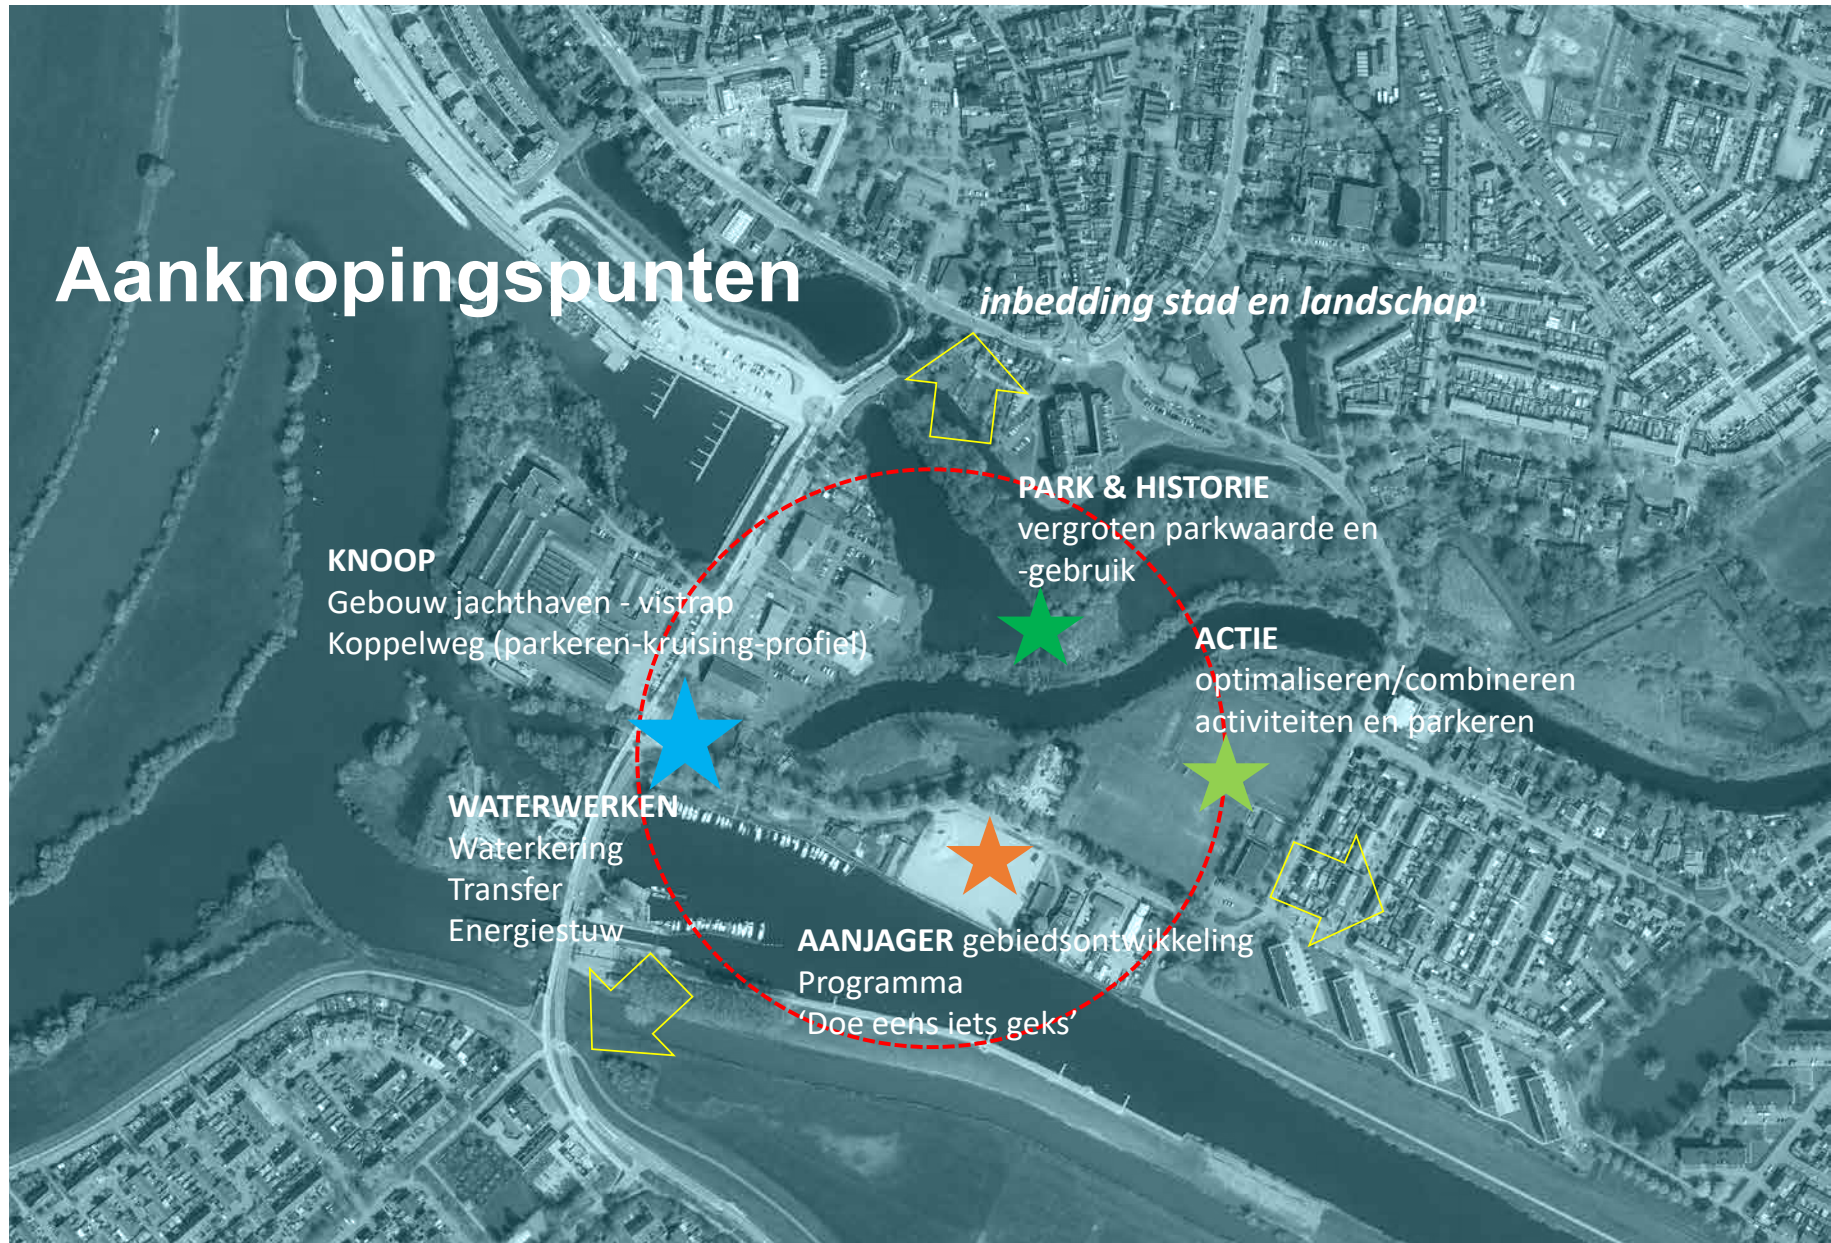 Aanknopingspunten
inbedding stad en landschap
PARK & HISTORIE
vergroten parkwaarde en
-gebruik
KNOOP
Gebouw jachthaven - vistrap
Koppelweg (parkeren-kruising-profiel)
ACTIE
optimaliseren/combineren
activiteiten en parkeren
WATERWERKEN
Waterkering
Transfer
Energiestuw
AANJAGER gebiedsontwikkeling
Programma
‘Doe eens iets geks’